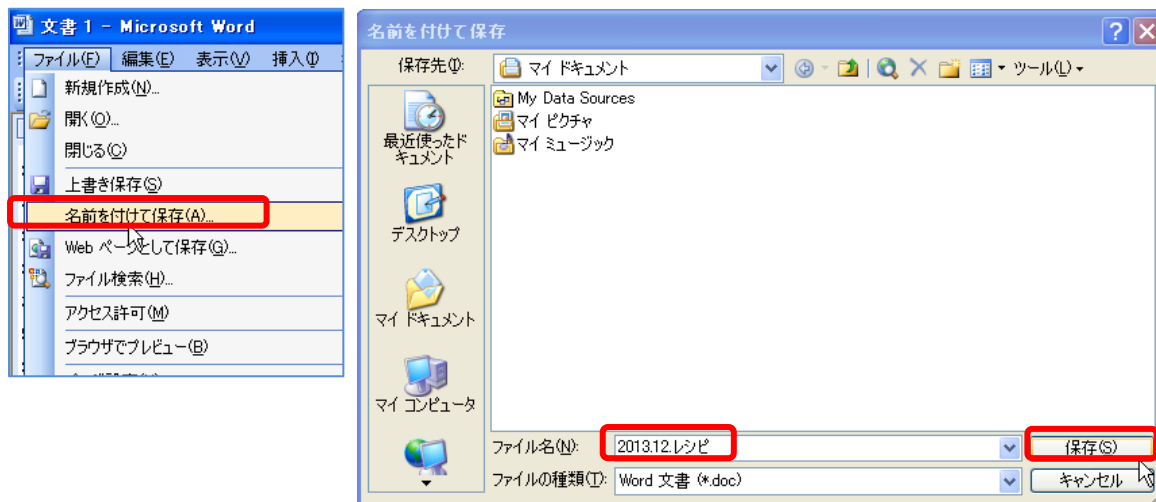 文書 1 - Microsoft Word
ファイル(F) 編集(E) 表示(V) 挿入(I)
新規作成(N)...
開く(O)...
閉じる(C)
上書き保存(S)
名前を付けて保存(A)...
Web ページとして保存(G)...
ファイル検索(H)...
アクセス許可(M)
ブラウザでプレビュー(B)
名前を付けて保存
保存先(I):
マイ ドキュメント
ツール(L)
最近使ったド
キュメント
デスクトップ
マイ ドキュメント
マイ コンピュータ
My Data Sources
マイ ピクチャ
マイ ミュージック
ファイル名(N): 2013.12.レシピ 保存(S)
ファイルの種類(T): Word 文書 (*.doc) キャンセル